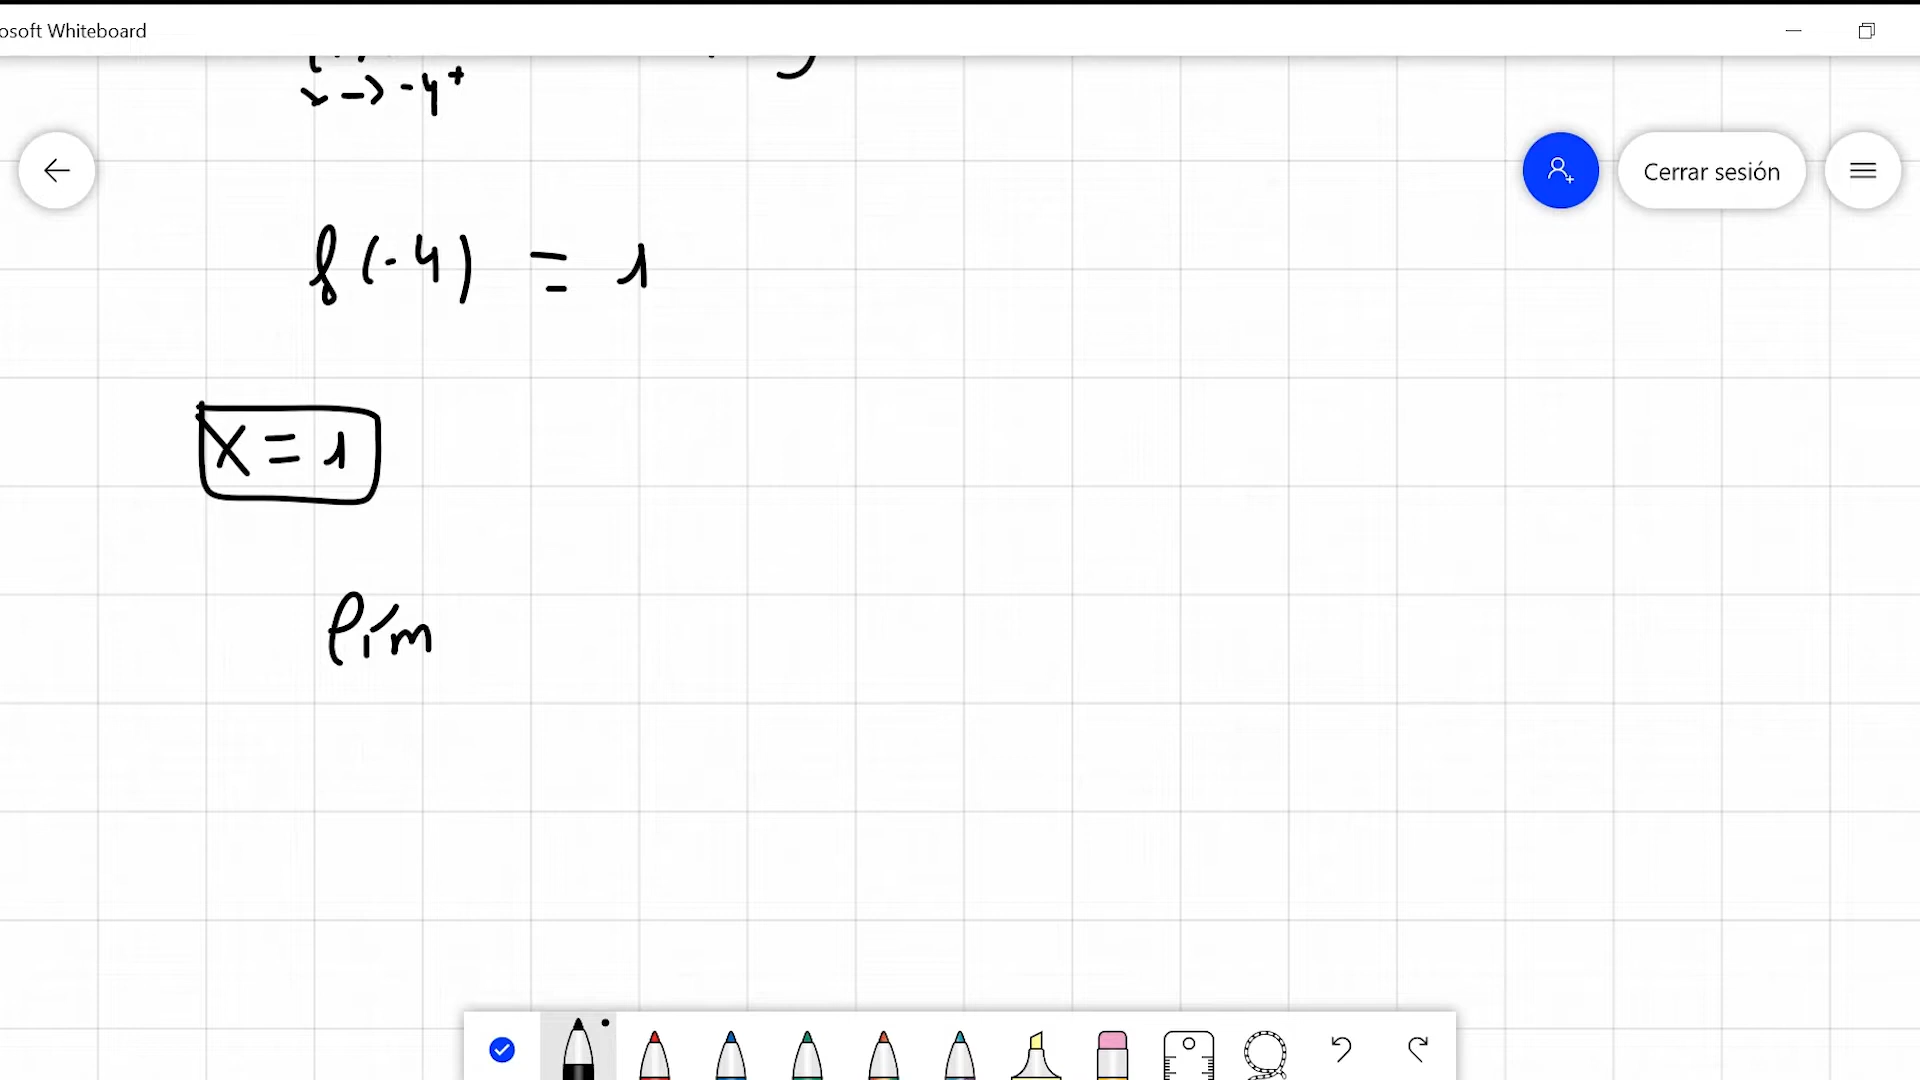 osoft Whiteboard
x -> -4⁺
Cerrar sesión
f(-4) = 1
x = 1
lím